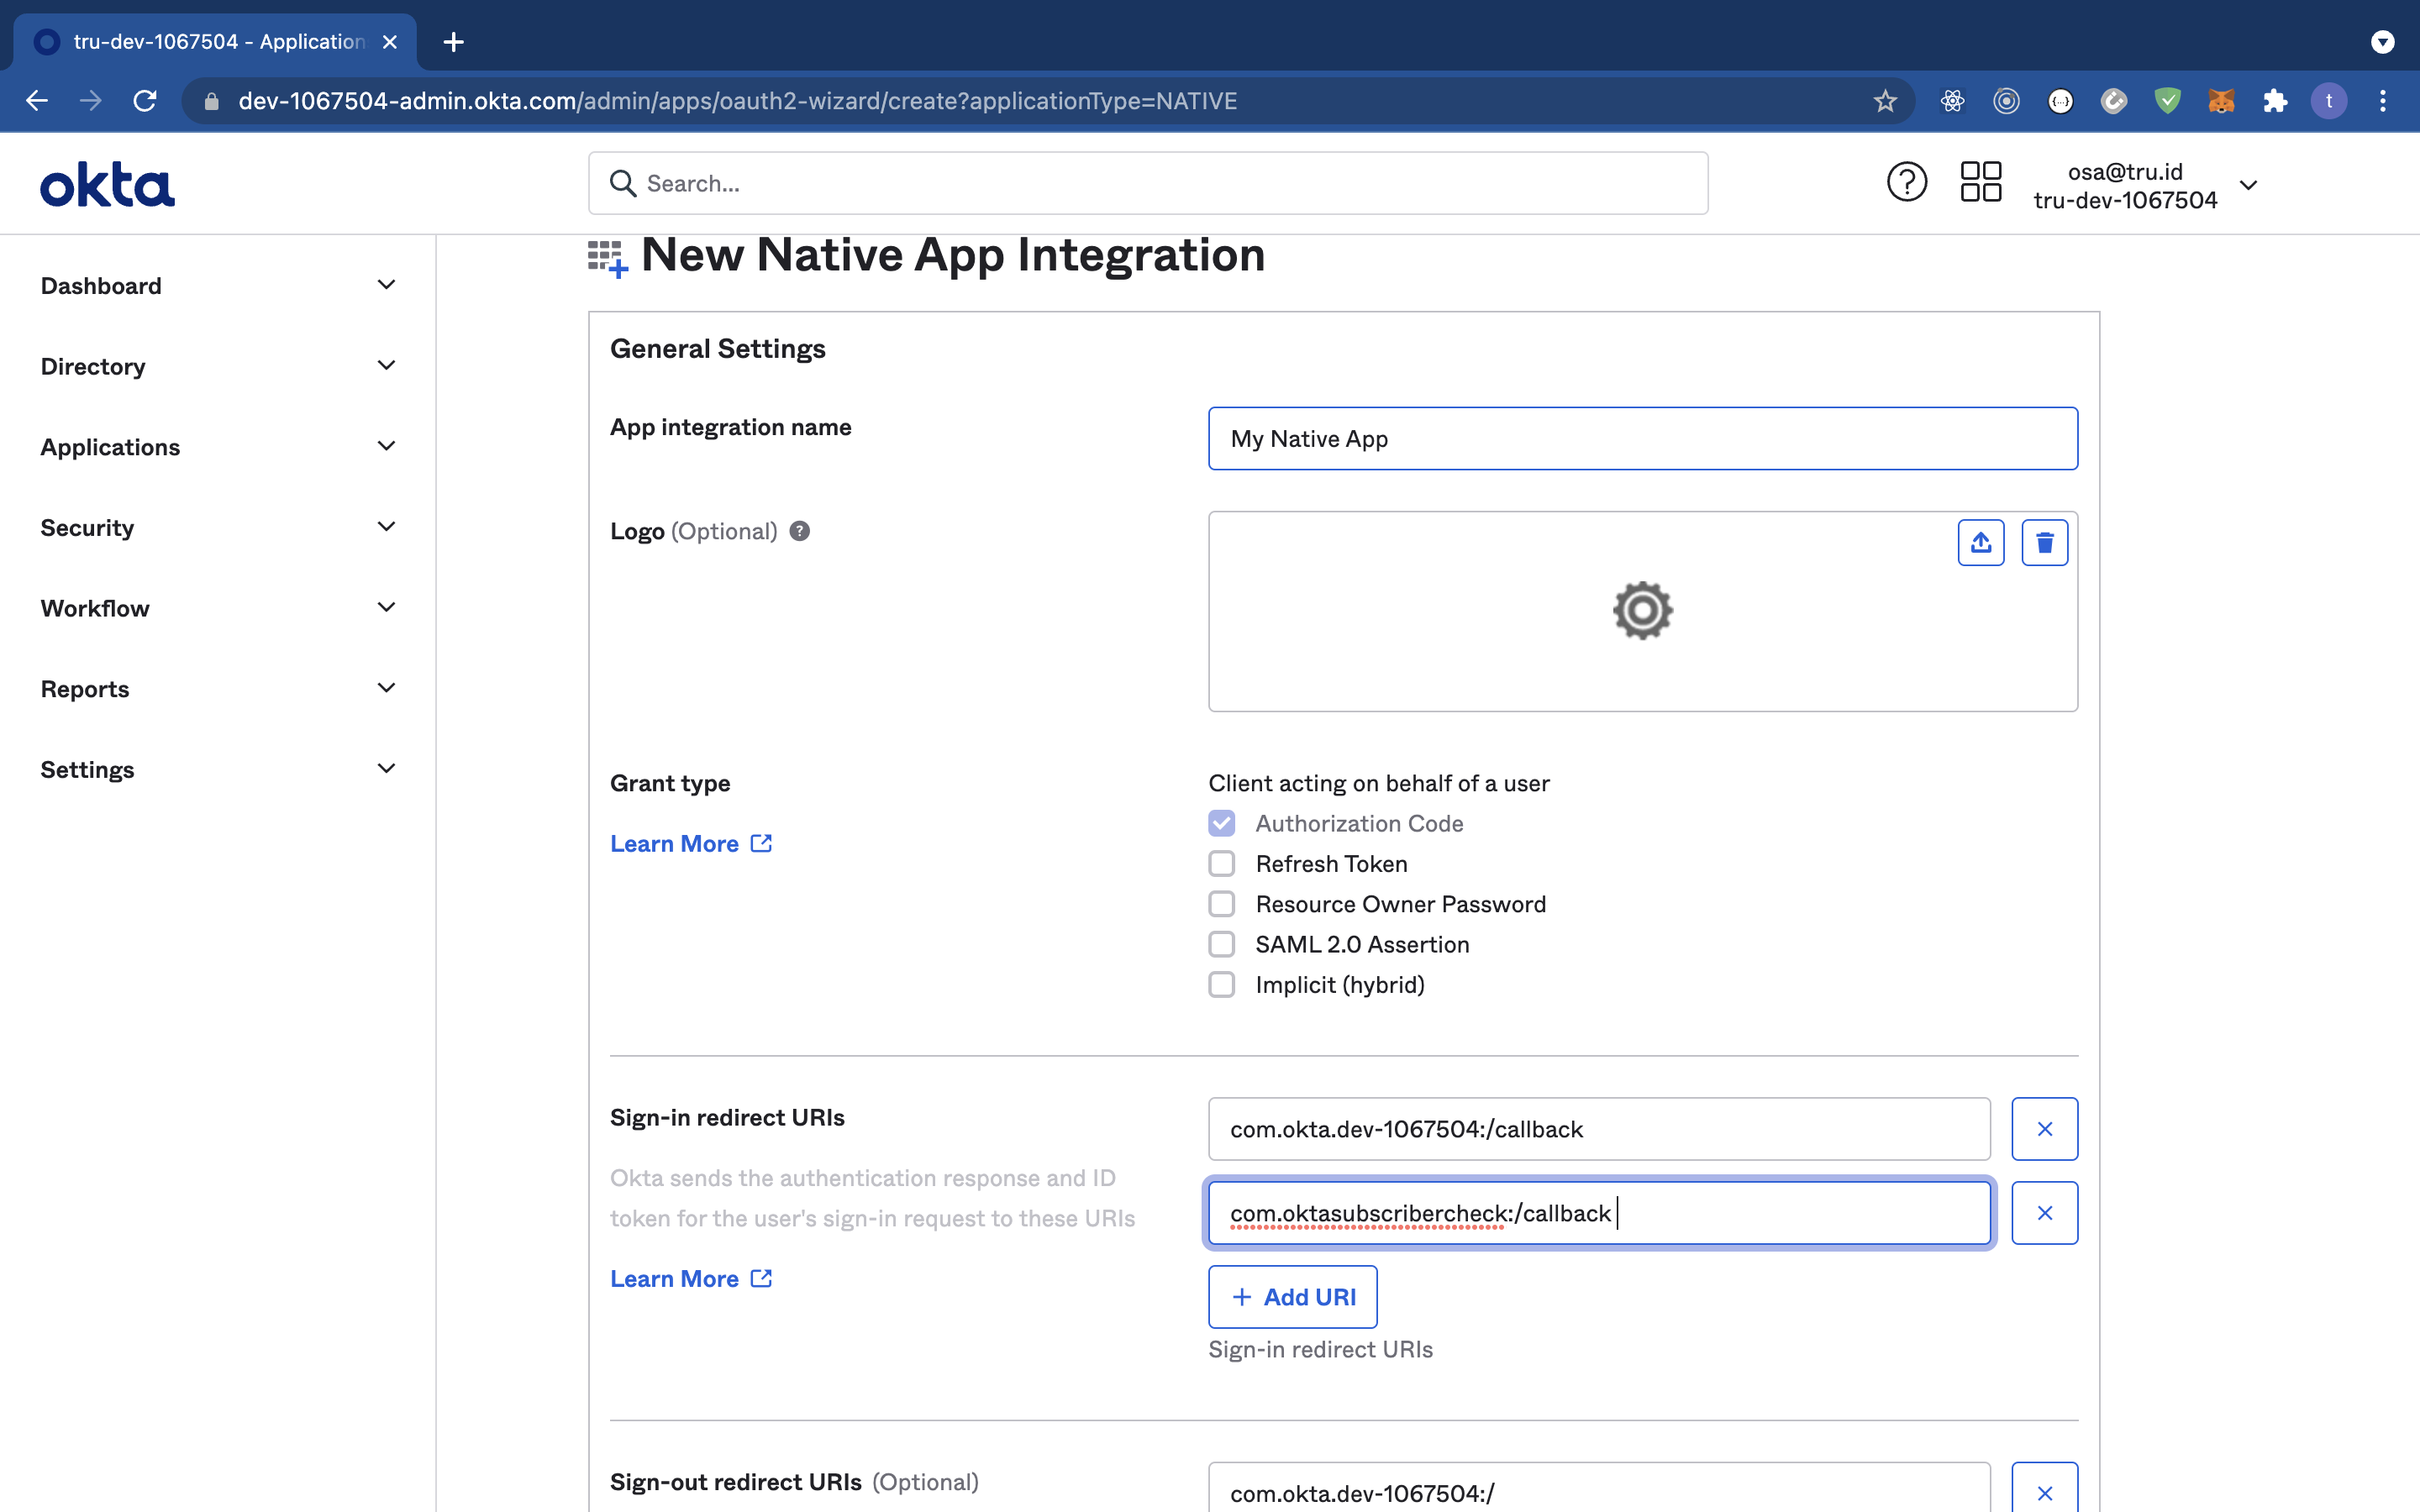 tru-dev-1067504 - Application
dev-1067504-admin.okta.com/admin/apps/oauth2-wizard/create?applicationType=NATIVE
t
okta
Search...
osa@tru.id
tru-dev-1067504
Dashboard
Directory
Applications
Security
Workflow
Reports
Settings
New Native App Integration
General Settings
App integration name
My Native App
Logo (Optional)
Grant type
Learn More
Client acting on behalf of a user
Authorization Code
Refresh Token
Resource Owner Password
SAML 2.0 Assertion
Implicit (hybrid)
Sign-in redirect URIs
Okta sends the authentication response and ID
token for the user's sign-in request to these URIs
Learn More
com.okta.dev-1067504:/callback
com.oktasubscribercheck:/callback
+ Add URI
Sign-in redirect URIs
Sign-out redirect URIs (Optional)
com.okta.dev-1067504:/